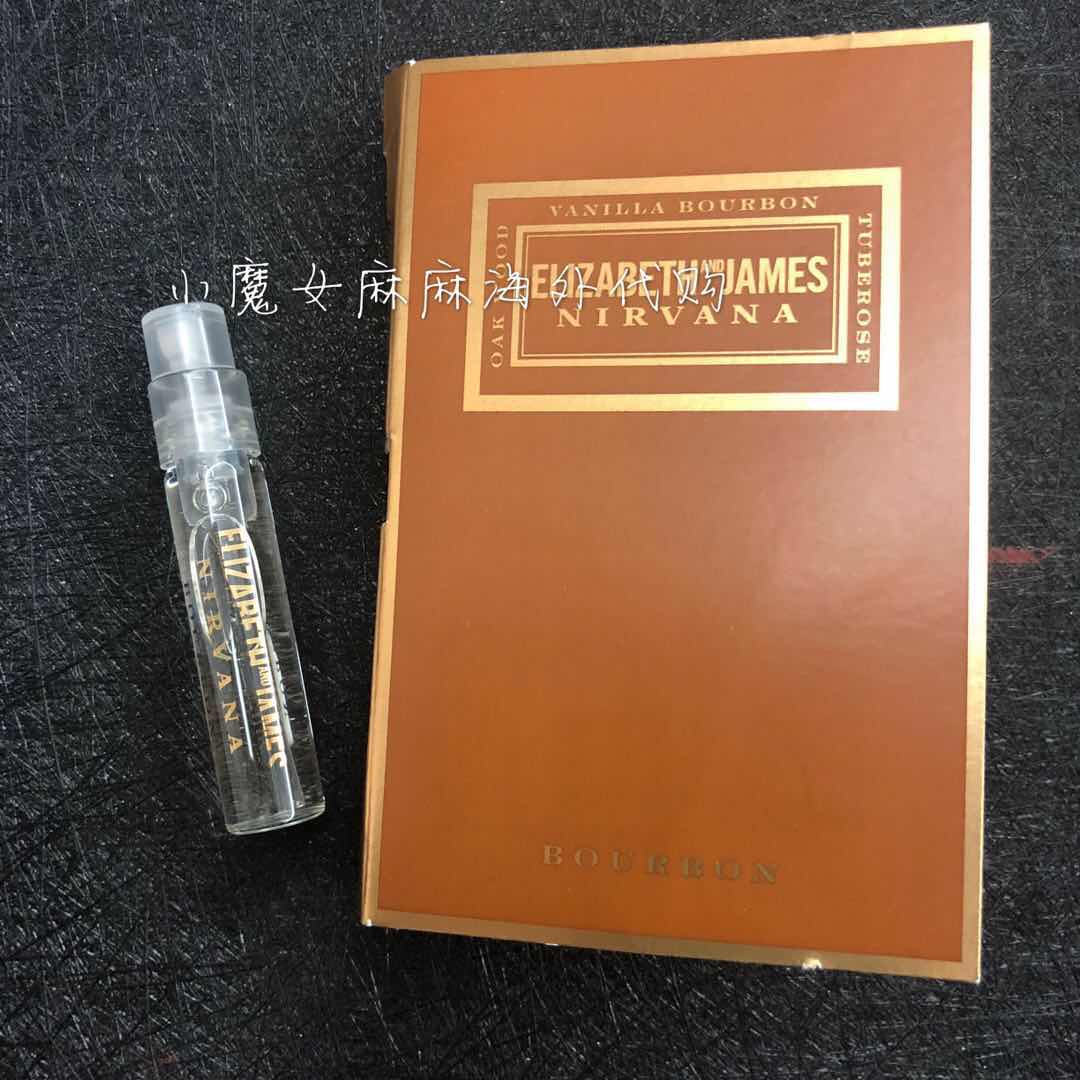 VANILLA BOURBON
OAK WOOD
ELIZABETH AND JAMES
NIRVANA
TUBEROSE
小魔女麻麻海外代购
ELIZABETH AND JAMES
NIRVANA
BOURBON